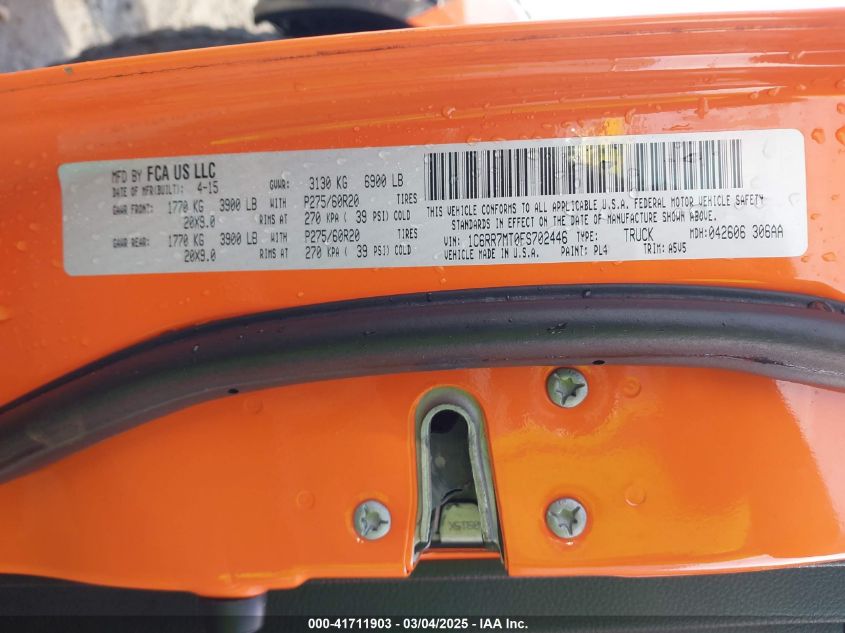 MFD BY FCA US LLC
DATE OF MFR(BUILT): 4-15 GVWR: 3130 KG 6900 LB
GAWR FRONT: 1770 KG 3900 LB WITH P275/60R20 TIRES
20X9.0 RIMS AT 270 KPA ( 39 PSI) COLD
GAWR REAR: 1770 KG 3900 LB WITH P275/60R20 TIRES
20X9.0 RIMS AT 270 KPA ( 39 PSI) COLD
THIS VEHICLE CONFORMS TO ALL APPLICABLE U.S.A. FEDERAL MOTOR VEHICLE SAFETY
STANDARDS IN EFFECT ON THE DATE OF MANUFACTURE SHOWN ABOVE.
VIN: 1C6RR7MT0FS702446 TYPE: TRUCK MDH: 042606 306AA
VEHICLE MADE IN U.S.A. PAINT: PL4 TRIM: A5V5
000-41711903 / 03/04/2025 - IAA Inc.